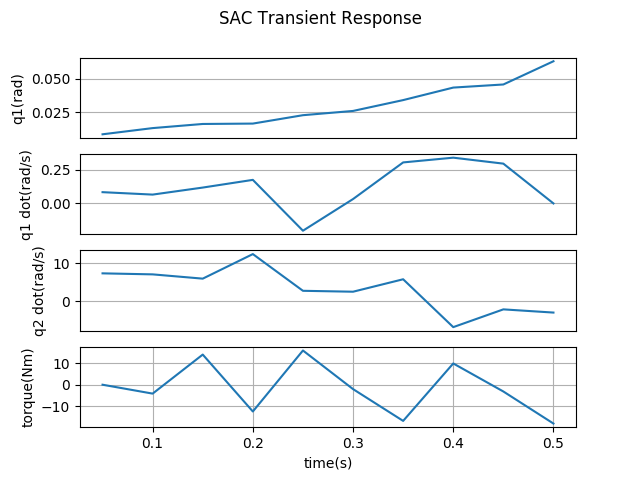 SAC Transient Response
q1(rad)
0.050
0.025
q1 dot(rad/s)
0.25
0.00
q2 dot(rad/s)
10
0
torque(Nm)
10
0
−10
0.1 0.2 0.3 0.4 0.5
time(s)